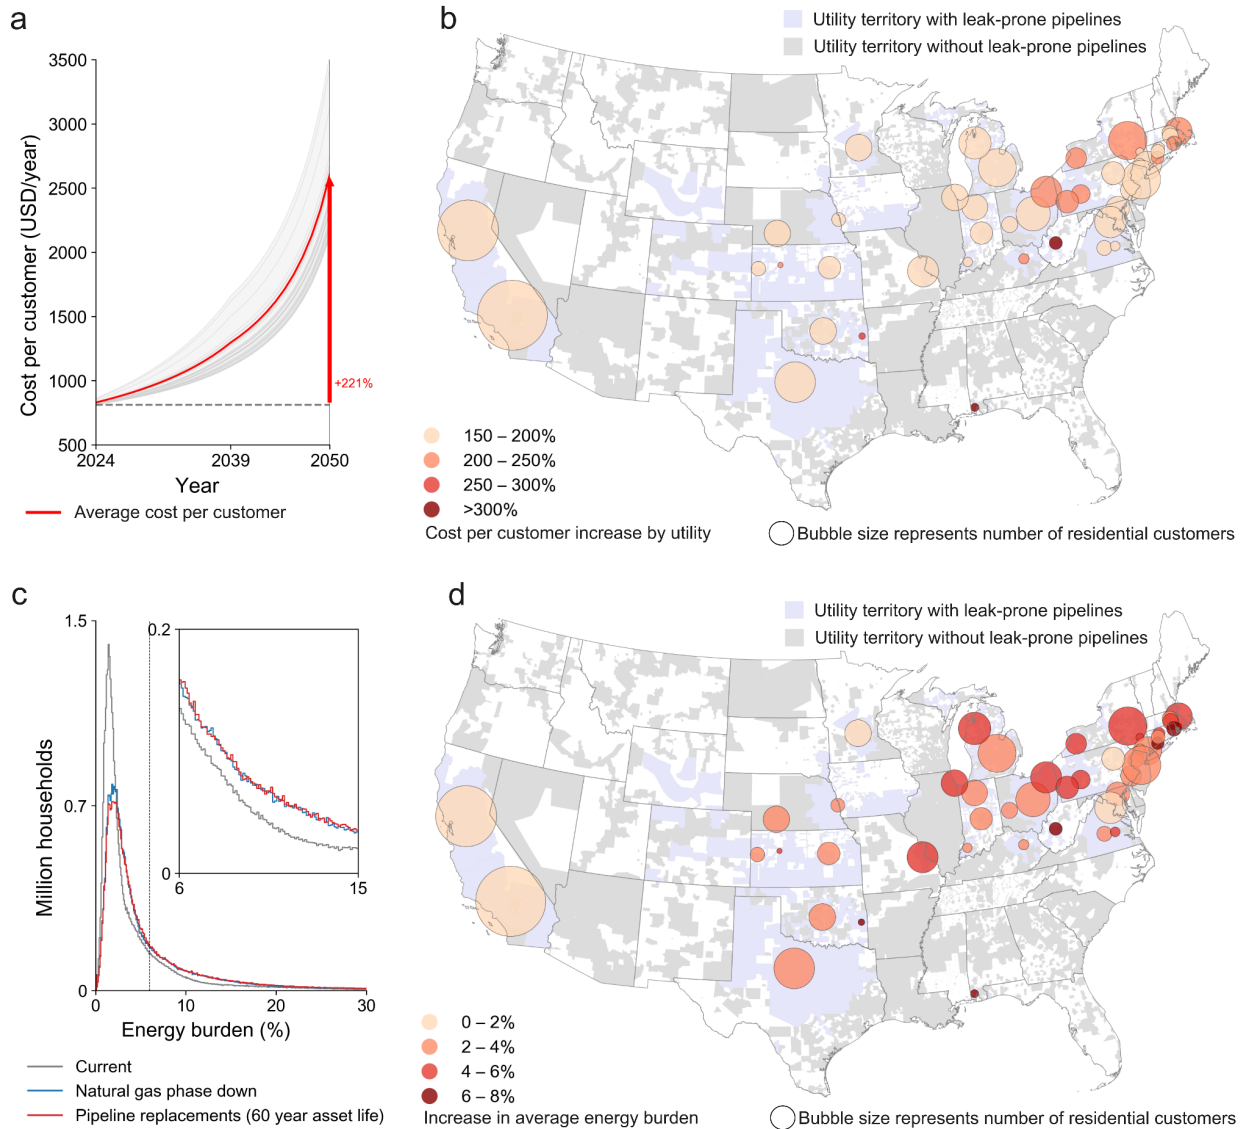 a
Cost per customer (USD/year)
3500
3000
2500
2000
1500
1000
500
+221%
2024
2039
2050
Year
Average cost per customer
b
Utility territory with leak-prone pipelines
Utility territory without leak-prone pipelines
150 – 200%
200 – 250%
250 – 300%
>300%
Cost per customer increase by utility
Bubble size represents number of residential customers
c
Million households
1.5
0.7
0
0.2
0
6
15
0
10
20
30
Energy burden (%)
Current
Natural gas phase down
Pipeline replacements (60 year asset life)
d
Utility territory with leak-prone pipelines
Utility territory without leak-prone pipelines
0 – 2%
2 – 4%
4 – 6%
6 – 8%
Increase in average energy burden
Bubble size represents number of residential customers